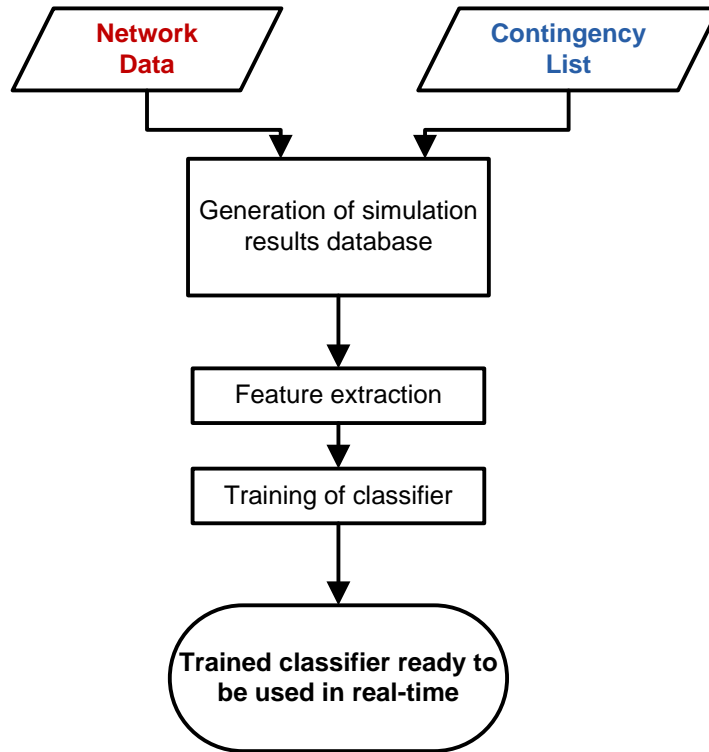 Network
Data
Contingency
List
Generation of simulation
results database
Feature extraction
Training of classifier
Trained classifier ready to
be used in real-time